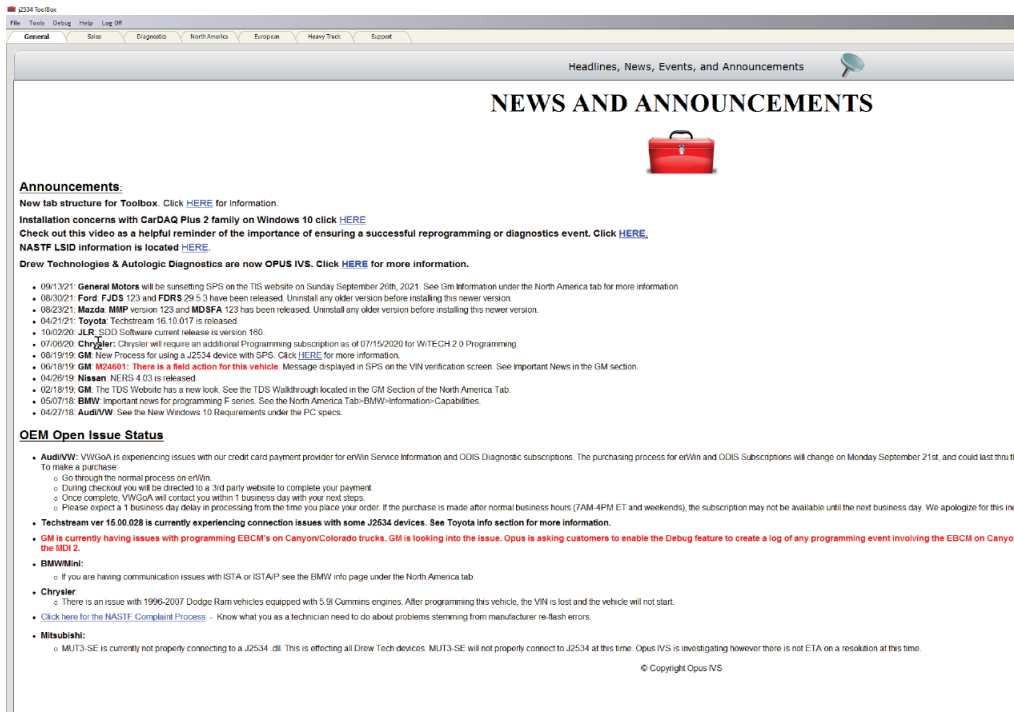 j2534 ToolBox
File Tools Debug Help Log Off
General Sales Diagnostics North America European Heavy Truck Support
Headlines, News, Events, and Announcements
NEWS AND ANNOUNCEMENTS
Announcements:
New tab structure for Toolbox. Click HERE for Information.
Installation concerns with CarDAQ Plus 2 family on Windows 10 click HERE
Check out this video as a helpful reminder of the importance of ensuring a successful reprogramming or diagnostics event. Click HERE.
NASTF LSID information is located HERE.
Drew Technologies & Autologic Diagnostics are now OPUS IVS. Click HERE for more information.
• 09/13/21: General Motors will be sunsetting SPS on the TIS website on Sunday September 26th, 2021. See Gm Information under the North America tab for more information.
• 08/30/21: Ford: FJDS 123 and FDRS 29.5.3 have been released. Uninstall any older version before installing this newer version.
• 08/23/21: Mazda: MMP version 123 and MDSFA 123 has been released. Uninstall any older version before installing this newer version.
• 04/21/21: Toyota: Techstream 16.10.017 is released.
• 10/02/20: JLR: SDD Software current release is version 160.
• 07/06/20: Chrysler: Chrysler will require an additional Programming subscription as of 07/15/2020 for WiTECH 2.0 Programming.
• 08/19/19: GM: New Process for using a J2534 device with SPS. Click HERE for more information.
• 06/18/19: GM: M24601: There is a field action for this vehicle. Message displayed in SPS on the VIN verification screen. See Important News in the GM section.
• 04/26/19: Nissan: NERS 4.03 is released.
• 02/18/19: GM: The TDS Website has a new look. See the TDS Walkthrough located in the GM Section of the North America Tab.
• 05/07/18: BMW: Important news for programming F series. See the North America Tab>BMW>Information>Capabilities.
• 04/27/18: Audi/VW: See the New Windows 10 Requirements under the PC specs.
OEM Open Issue Status
• Audi/VW: VWGoA is experiencing issues with our credit card payment provider for erWin Service Information and ODIS Diagnostic subscriptions. The purchasing process for erWin and ODIS Subscriptions will change on Monday September 21st, and could last thru t
To make a purchase:
o Go through the normal process on erWin.
o During checkout you will be directed to a 3rd party website to complete your payment.
o Once complete, VWGoA will contact you within 1 business day with your next steps.
o Please expect a 1 business day delay in processing from the time you place your order. If the purchase is made after normal business hours (7AM-4PM ET and weekends), the subscription may not be available until the next business day. We apologize for this in
• Techstream ver 15.00.028 is currently experiencing connection issues with some J2534 devices. See Toyota info section for more information.
• GM is currently having issues with programming EBCM's on Canyon/Colorado trucks. GM is looking into the issue. Opus is asking customers to enable the Debug feature to create a log of any programming event involving the EBCM on Canyo
the MDI 2.
• BMW/Mini:
o If you are having communication issues with ISTA or ISTA/P see the BMW info page under the North America tab.
• Chrysler:
o There is an issue with 1996-2007 Dodge Ram vehicles equipped with 5.9l Cummins engines. After programming this vehicle, the VIN is lost and the vehicle will not start.
• Click here for the NASTF Complaint Process - Know what you as a technician need to do about problems stemming from manufacturer re-flash errors.
• Mitsubishi:
o MUT3-SE is currently not properly connecting to a J2534 .dll. This is effecting all Drew Tech devices. MUT3-SE will not properly connect to J2534 at this time. Opus IVS is investigating however there is not ETA on a resolution at this time.
© Copyright Opus IVS